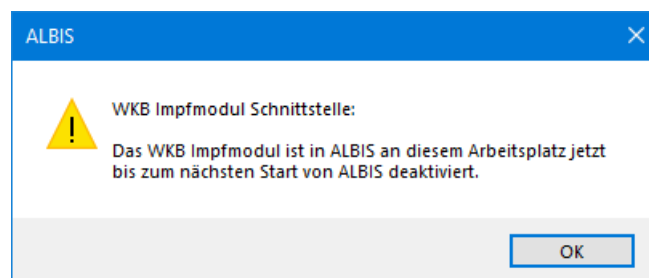 ALBIS
WKB Impfmodul Schnittstelle:
Das WKB Impfmodul ist in ALBIS an diesem Arbeitsplatz jetzt
bis zum nächsten Start von ALBIS deaktiviert.
OK